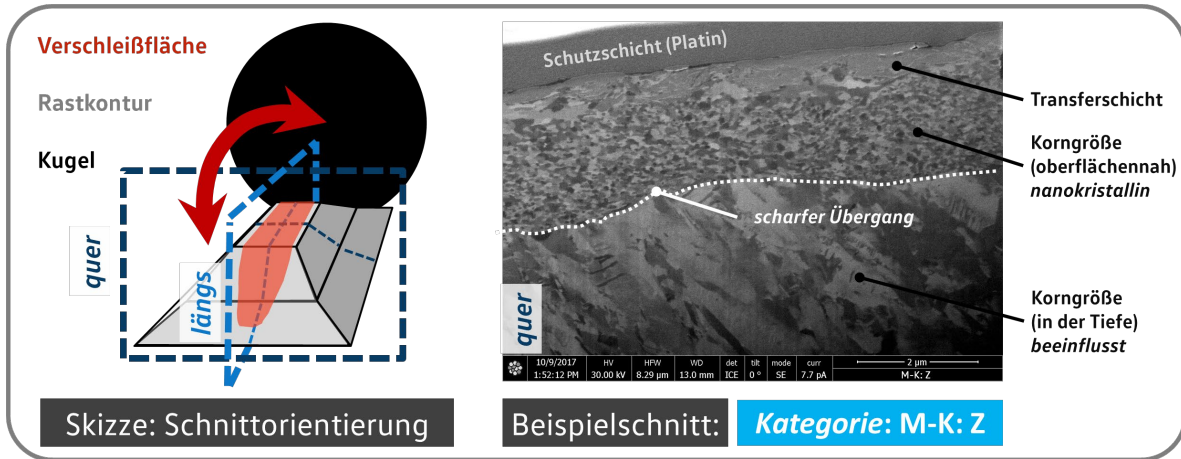 Verschleißfläche
Rastkontur
Kugel
quer
längs
Skizze: Schnittorientierung
Schutzschicht (Platin)
Transferschicht
Korngröße
(oberflächennah)
nanokristallin
scharfer Übergang
Korngröße
(in der Tiefe)
beeinflusst
quer
10/9/2017 HV HFW WD det tilt mode curr 2 µm
1:52:12 PM 30.00 kV 8.29 µm 13.0 mm ICE 0 ° SE 7.7 pA M-K: Z
Beispielschnitt:
Kategorie: M-K: Z